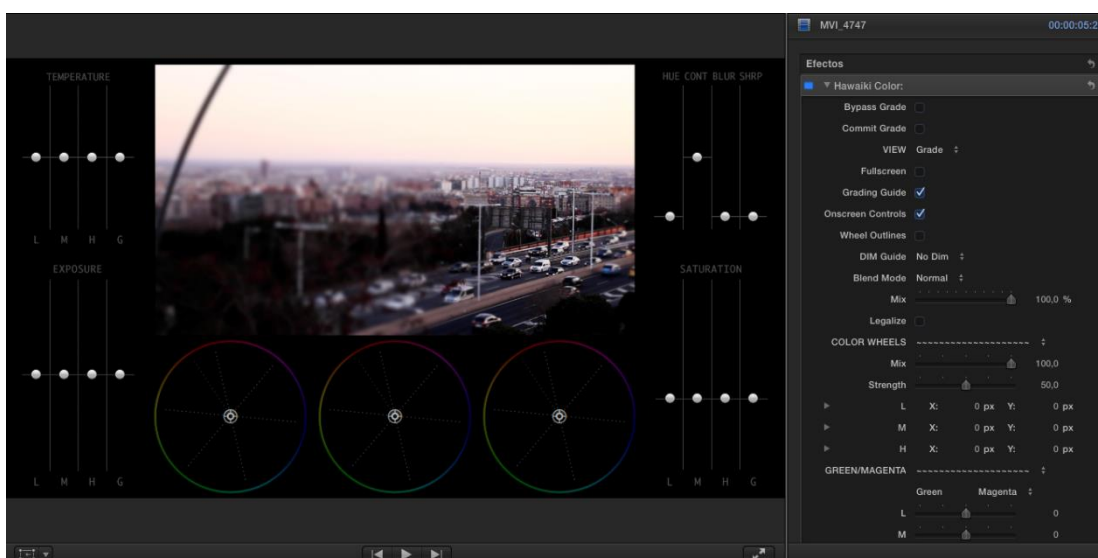 TEMPERATURE
L M H G
EXPOSURE
L M H G
HUE CONT BLUR SHRP
SATURATION
L M H G
MVI_4747 00:00:05:2
Efectos
Hawaiki Color:
Bypass Grade
Commit Grade
VIEW Grade
Fullscreen
Grading Guide
Onscreen Controls
Wheel Outlines
DIM Guide No Dim
Blend Mode Normal
Mix 100,0 %
Legalize
COLOR WHEELS --------------------
Mix 100,0
Strength 50,0
L X: 0 px Y: 0 px
M X: 0 px Y: 0 px
H X: 0 px Y: 0 px
GREEN/MAGENTA --------------------
Green Magenta
L 0
M 0